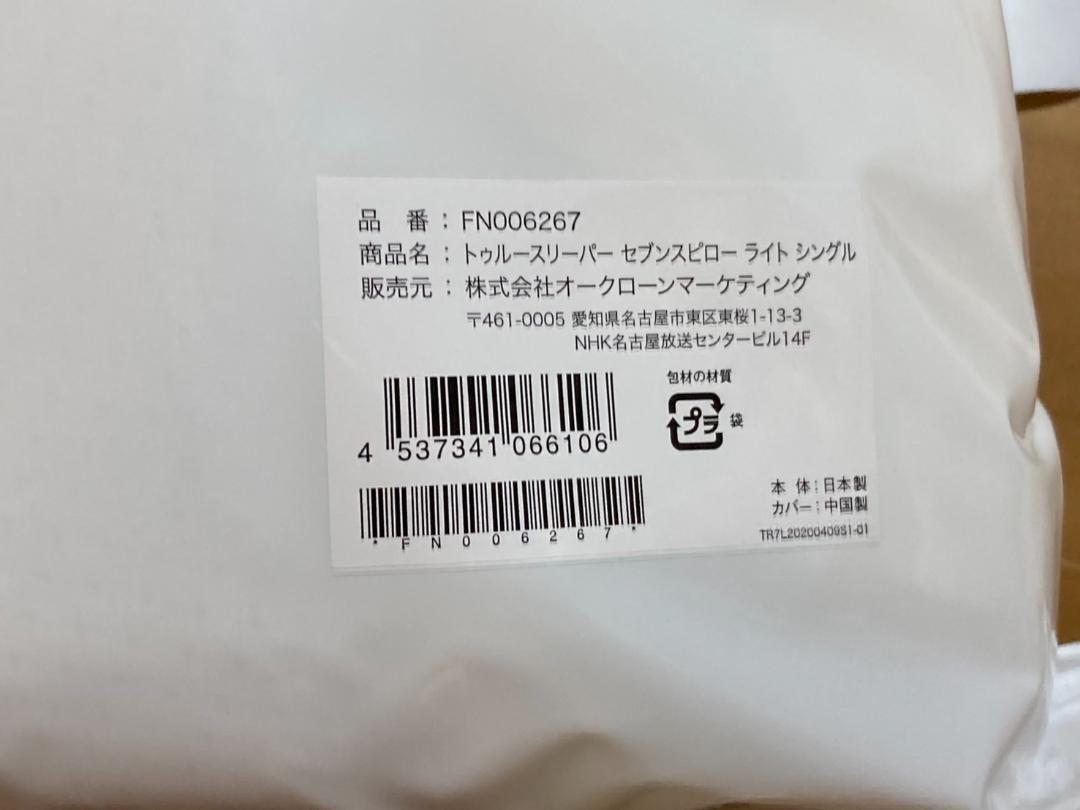 品 番：FN006267
商品名：トゥルースリーパー セブンスピロー ライト シングル
販売元：株式会社オークローンマーケティング
〒461-0005 愛知県名古屋市東区東桜1-13-3
NHK名古屋放送センタービル14F
包材の材質
プラ 袋
4 537341 066106
*FN006267*
本 体：日本製
カバー：中国製
TR7L20200409S1-01